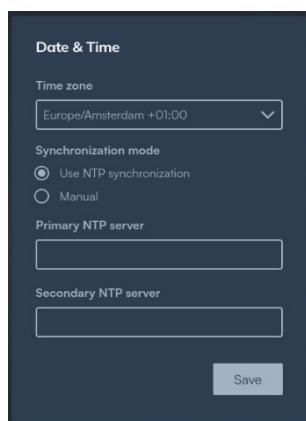 Date & Time
Time zone
Europe/Amsterdam +01:00
Synchronization mode
Use NTP synchronization
Manual
Primary NTP server
Secondary NTP server
Save